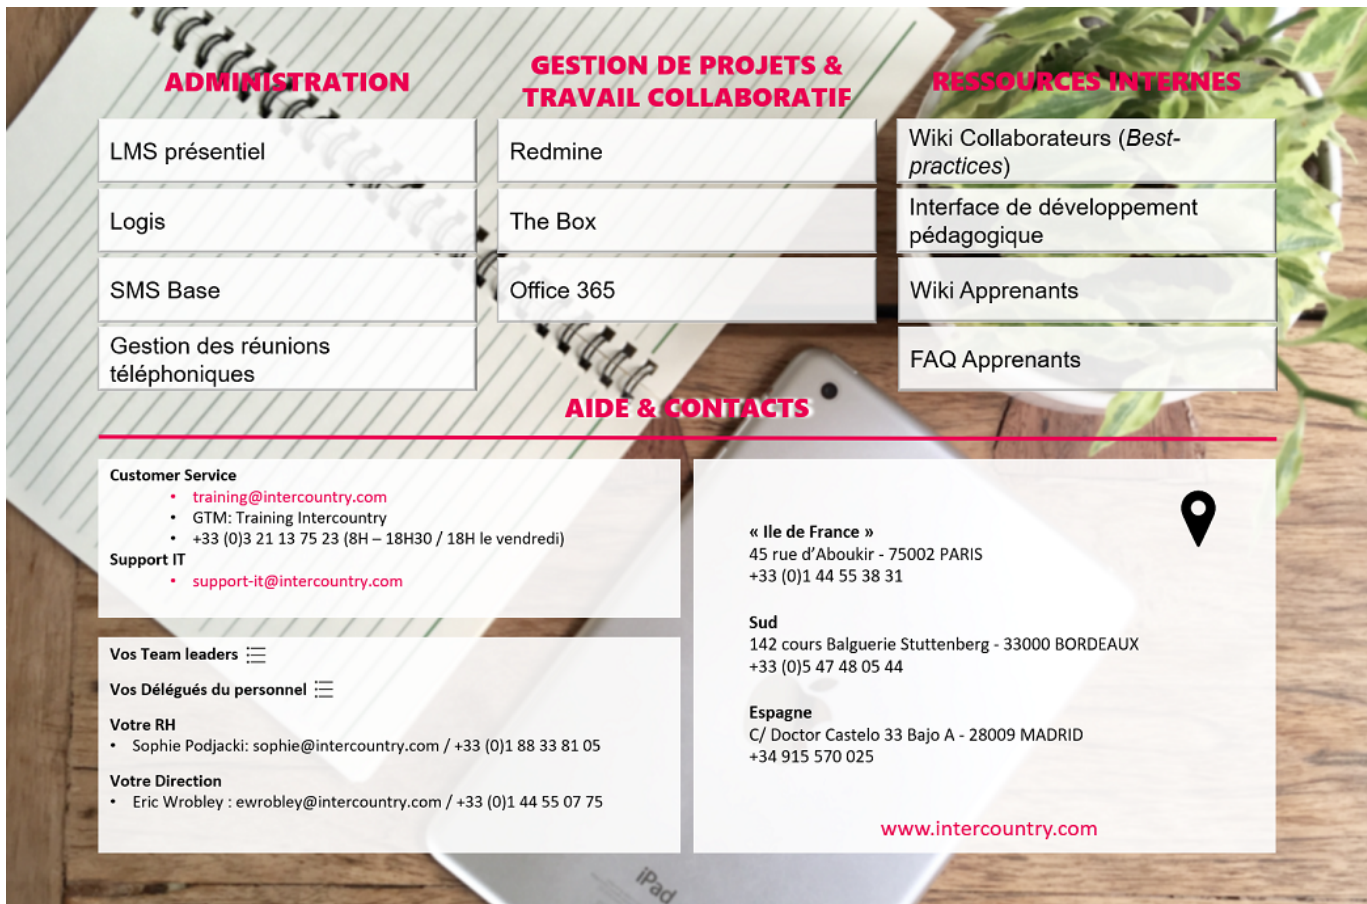 ADMINISTRATION
GESTION DE PROJETS &
TRAVAIL COLLABORATIF
RESSOURCES INTERNES
LMS présentiel
Logis
SMS Base
Gestion des réunions
téléphoniques
Redmine
The Box
Office 365
Wiki Collaborateurs (Best-
practices)
Interface de développement
pédagogique
Wiki Apprenants
FAQ Apprenants
AIDE & CONTACTS
Customer Service
• training@intercountry.com
• GTM: Training Intercountry
• +33 (0)3 21 13 75 23 (8H – 18H30 / 18H le vendredi)
Support IT
• support-it@intercountry.com
Vos Team leaders
Vos Délégués du personnel
Votre RH
• Sophie Podjacki: sophie@intercountry.com / +33 (0)1 88 33 81 05
Votre Direction
• Eric Wrobley : ewrobley@intercountry.com / +33 (0)1 44 55 07 75
« Ile de France »
45 rue d’Aboukir - 75002 PARIS
+33 (0)1 44 55 38 31
Sud
142 cours Balguerie Stuttenberg - 33000 BORDEAUX
+33 (0)5 47 48 05 44
Espagne
C/ Doctor Castelo 33 Bajo A - 28009 MADRID
+34 915 570 025
www.intercountry.com
iPad